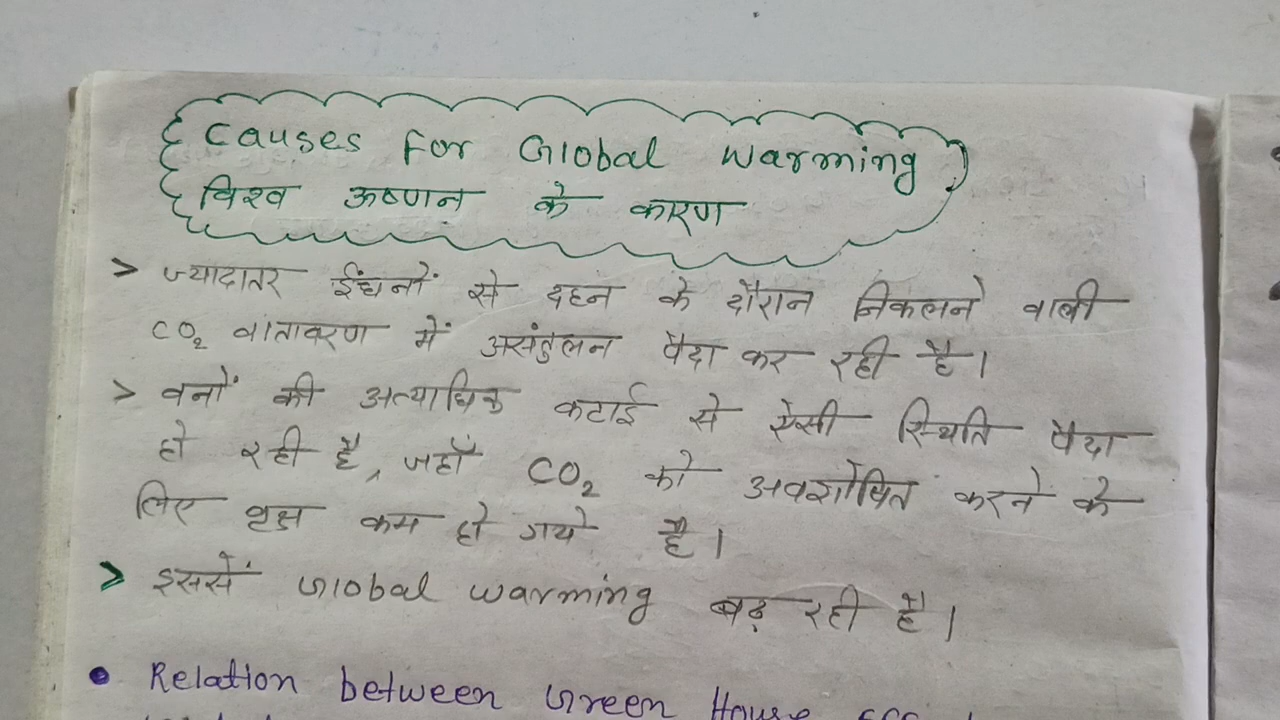 Causes For Global Warming
विश्व ऊष्णन के कारण
> ज्यादातर ईंधनों से दहन के दौरान निकलने वाली
CO₂ वातावरण में असंतुलन पैदा कर रही है।
> वनों की अत्याधिक कटाई से ऐसी स्थिति पैदा
हो रही है, जहाँ CO₂ को अवशोषित करने के
लिए वृक्ष कम हो गये है।
> इससें Global warming बढ़ रही है।
• Relation between Green House